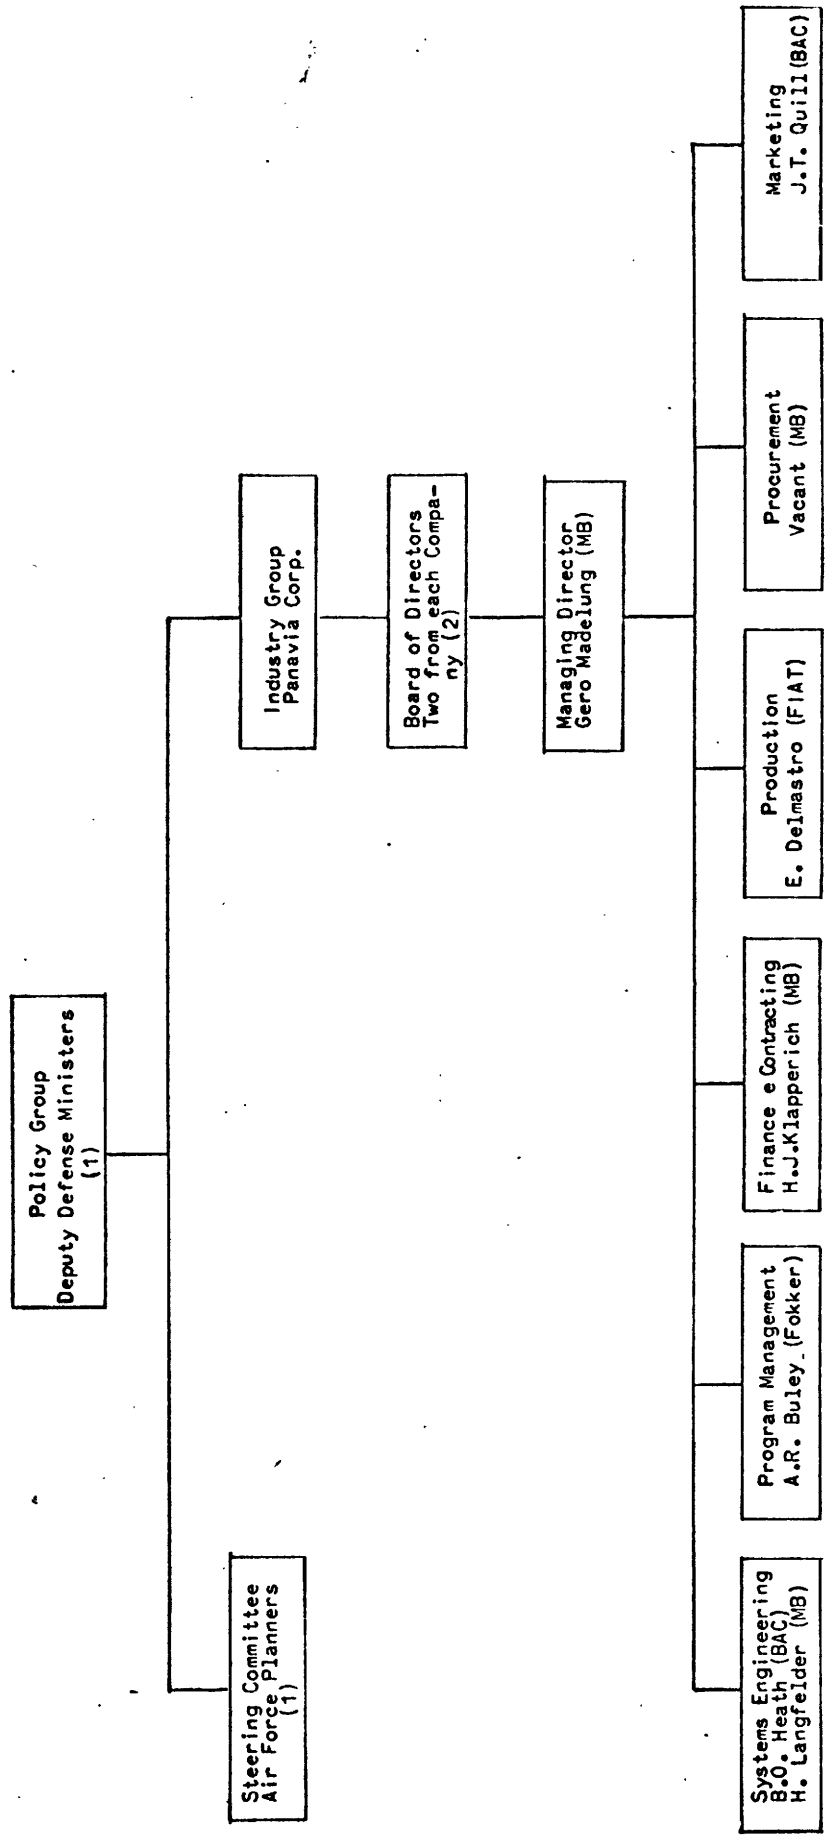 Policy Group
Deputy Defense Ministers
(1)
Steering Committee
Air Force Planners
(1)
Industry Group
Panavia Corp.
Board of Directors
Two from each Compa-
ny (2)
Managing Director
Gero Madelung (MB)
Systems Engineering
B.O. Heath (BAC)
H. Langfelder (MB)
Program Management
A.R. Buley (Fokker)
Finance e Contracting
H.J.Klapperich (MB)
Production
E. Delmastro (FIAT)
Procurement
Vacant (MB)
Marketing
J.T. Quill(BAC)